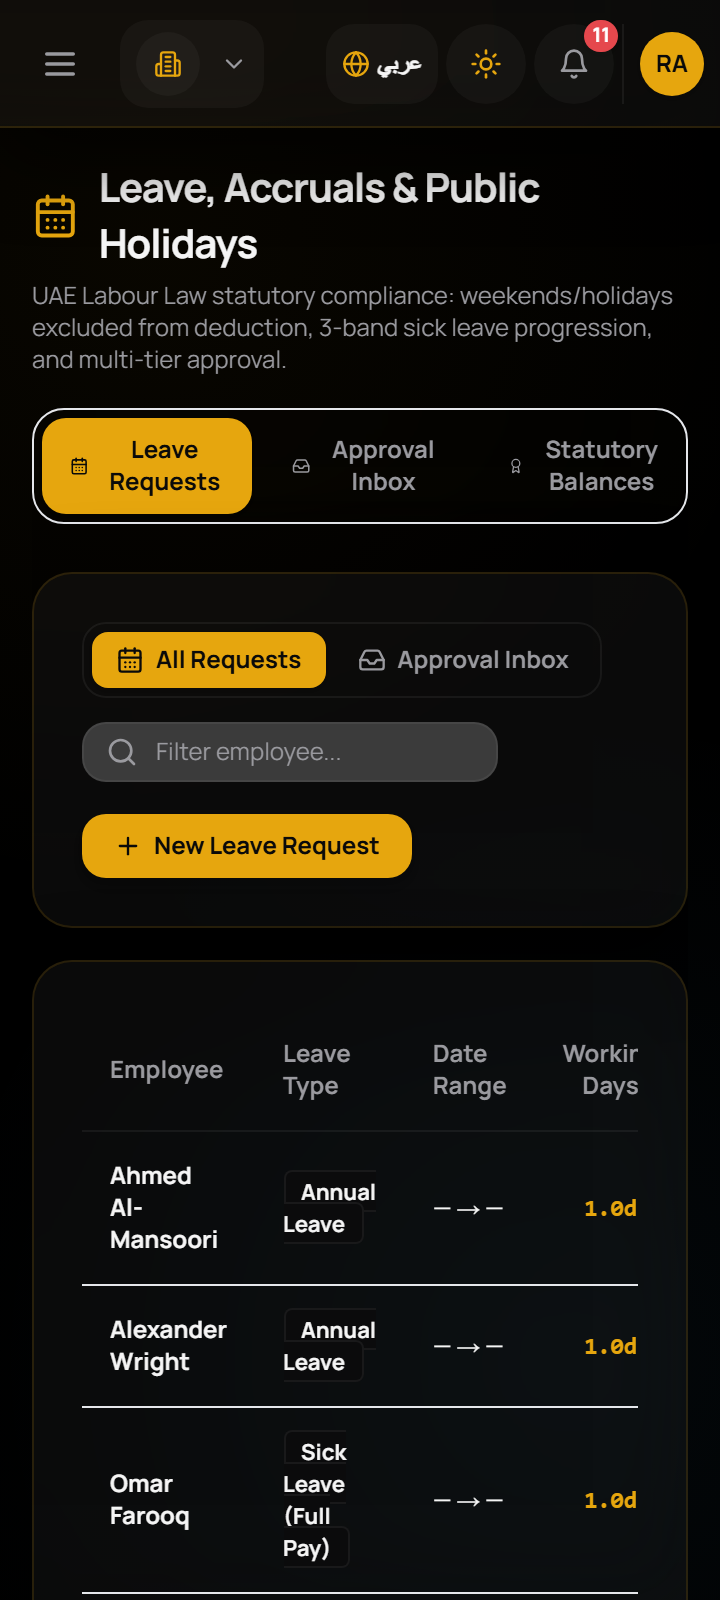 عربي
11
RA
Leave, Accruals & Public
Holidays
UAE Labour Law statutory compliance: weekends/holidays
excluded from deduction, 3-band sick leave progression,
and multi-tier approval.
Leave
Requests
Approval
Inbox
Statutory
Balances
All Requests
Approval Inbox
Filter employee...
+ New Leave Request
Employee
Leave
Type
Date
Range
Workin
Days
Ahmed
Al-
Mansoori
Annual
Leave
— → —
1.0d
Alexander
Wright
Annual
Leave
— → —
1.0d
Omar
Farooq
Sick
Leave
(Full
Pay)
— → —
1.0d